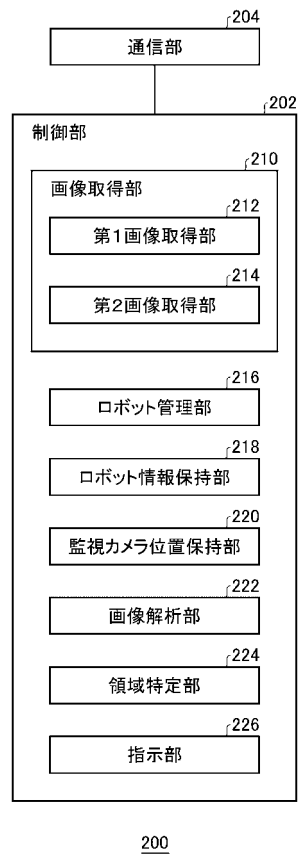 204
通信部
202
制御部
210
画像取得部
212
第1画像取得部
214
第2画像取得部
216
ロボット管理部
218
ロボット情報保持部
220
監視カメラ位置保持部
222
画像解析部
224
領域特定部
226
指示部
200